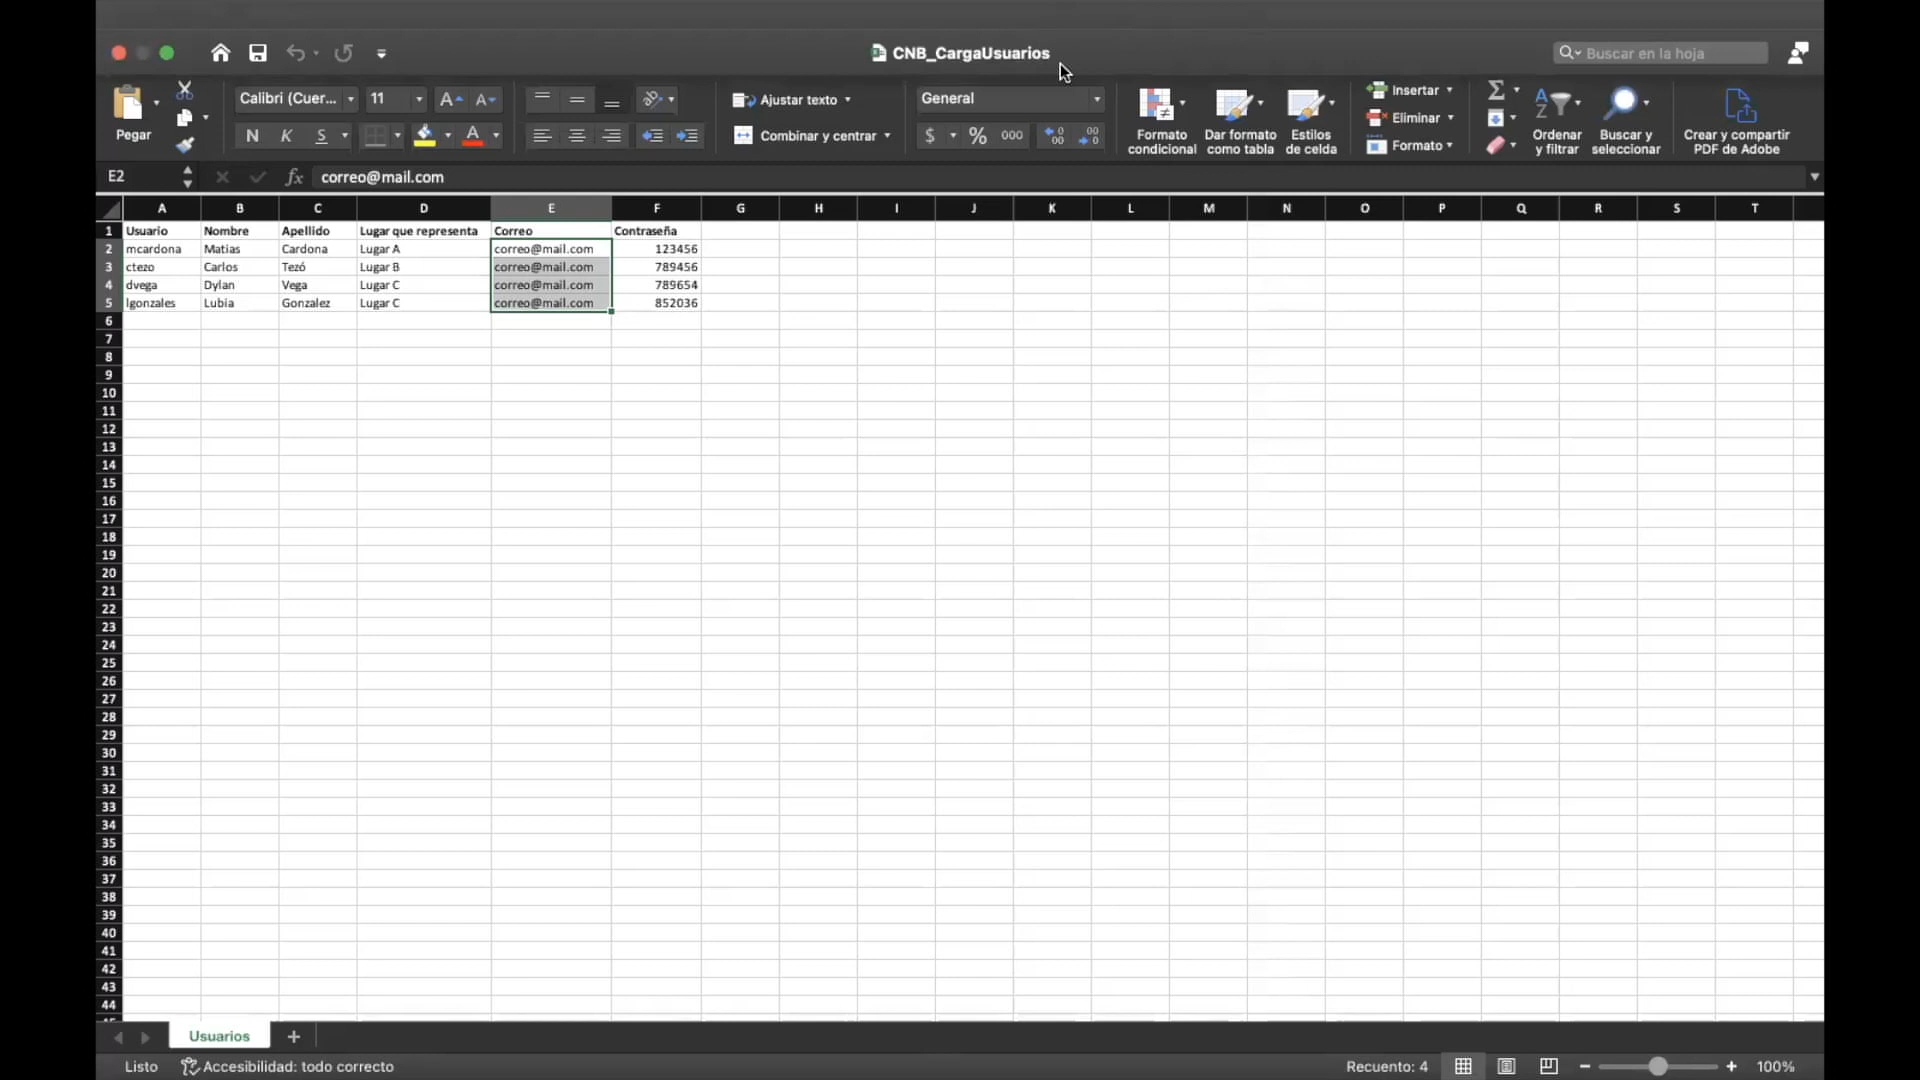 CNB_CargaUsuarios
Buscar en la hoja
Pegar
Calibri (Cuer... 11
N K S
Ajustar texto
Combinar y centrar
General
$ % 000
Formato condicional
Dar formato como tabla
Estilos de celda
Insertar
Eliminar
Formato
Ordenar y filtrar
Buscar y seleccionar
Crear y compartir PDF de Adobe
E2 fx correo@mail.com
A B C D E F G H I J K L M N O P Q R S T
1 Usuario Nombre Apellido Lugar que representa Correo Contraseña
2 mcardona Matias Cardona Lugar A correo@mail.com 123456
3 ctezo Carlos Tezó Lugar B correo@mail.com 789456
4 dvega Dylan Vega Lugar C correo@mail.com 789654
5 lgonzales Lubia Gonzalez Lugar C correo@mail.com 852036
6
7
8
9
10
11
12
13
14
15
16
17
18
19
20
21
22
23
24
25
26
27
28
29
30
31
32
33
34
35
36
37
38
39
40
41
42
43
44
Usuarios +
Listo Accesibilidad: todo correcto Recuento: 4 100%